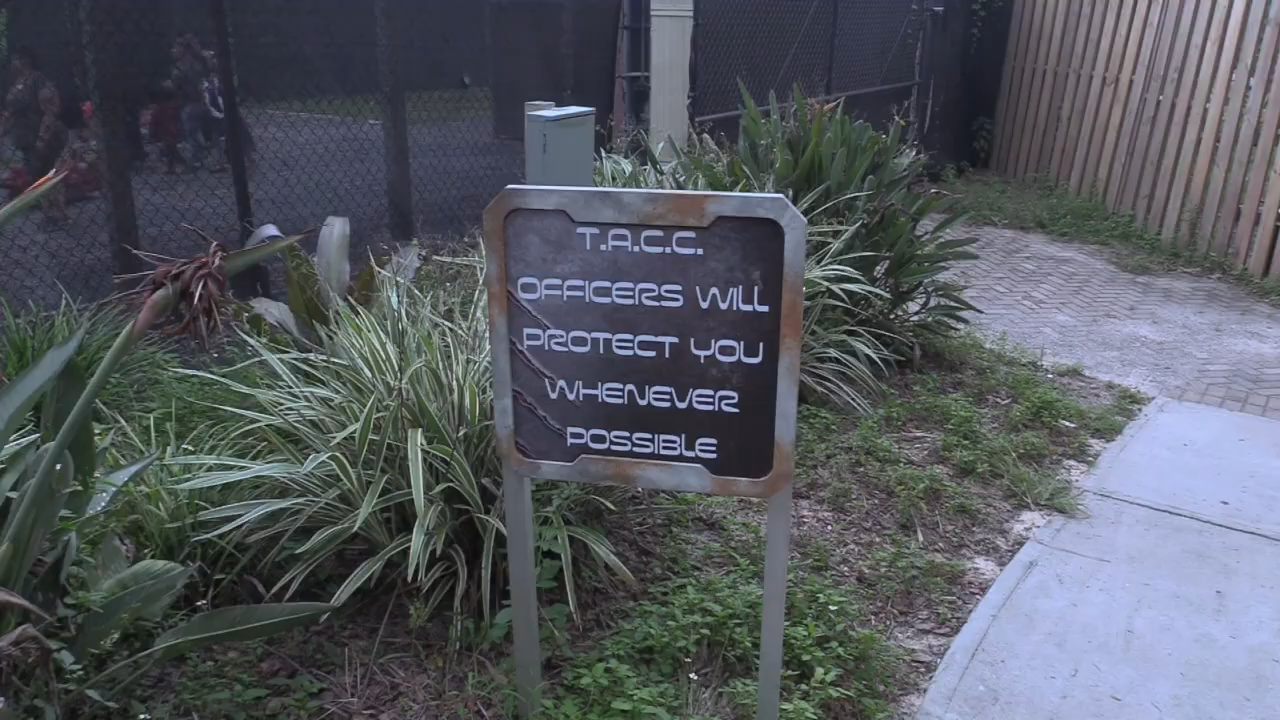 T.A.C.C.
OFFICERS WILL
PROTECT YOU
WHENEVER
POSSIBLE